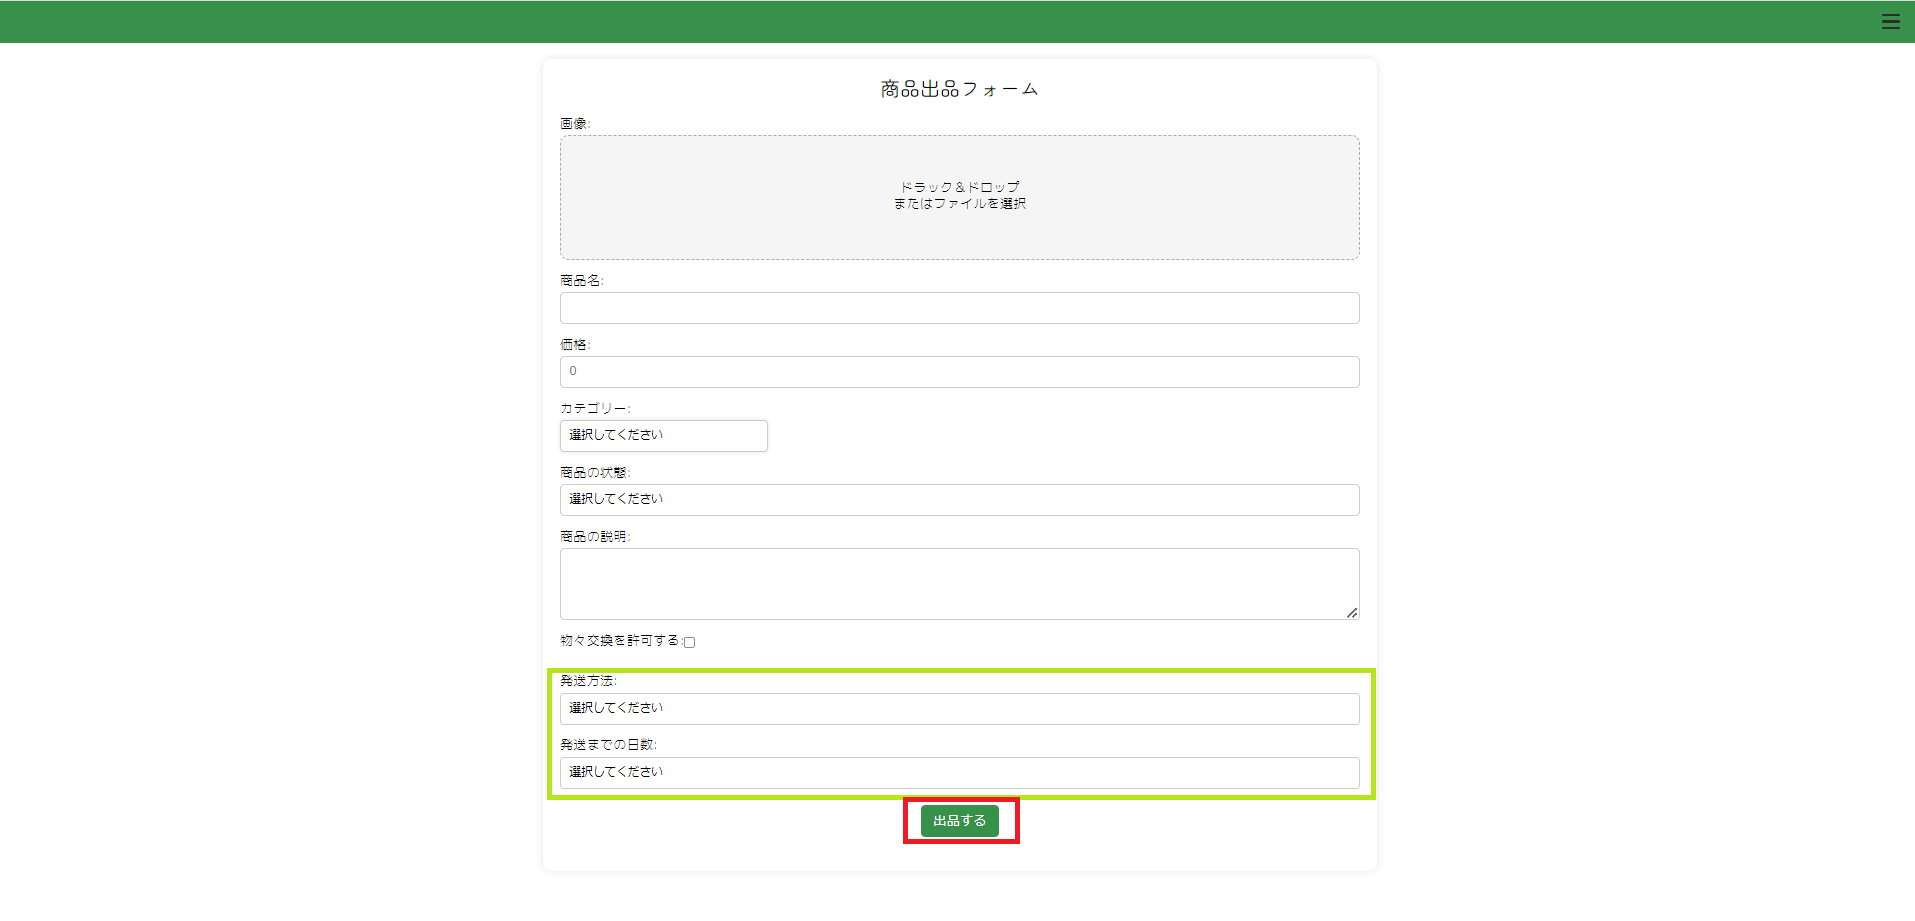 商品出品フォーム
画像:
ドラック＆ドロップ
またはファイルを選択
商品名:
価格:
0
カテゴリー:
選択してください
商品の状態:
選択してください
商品の説明:
物々交換を許可する:
発送方法:
選択してください
発送までの日数:
選択してください
出品する